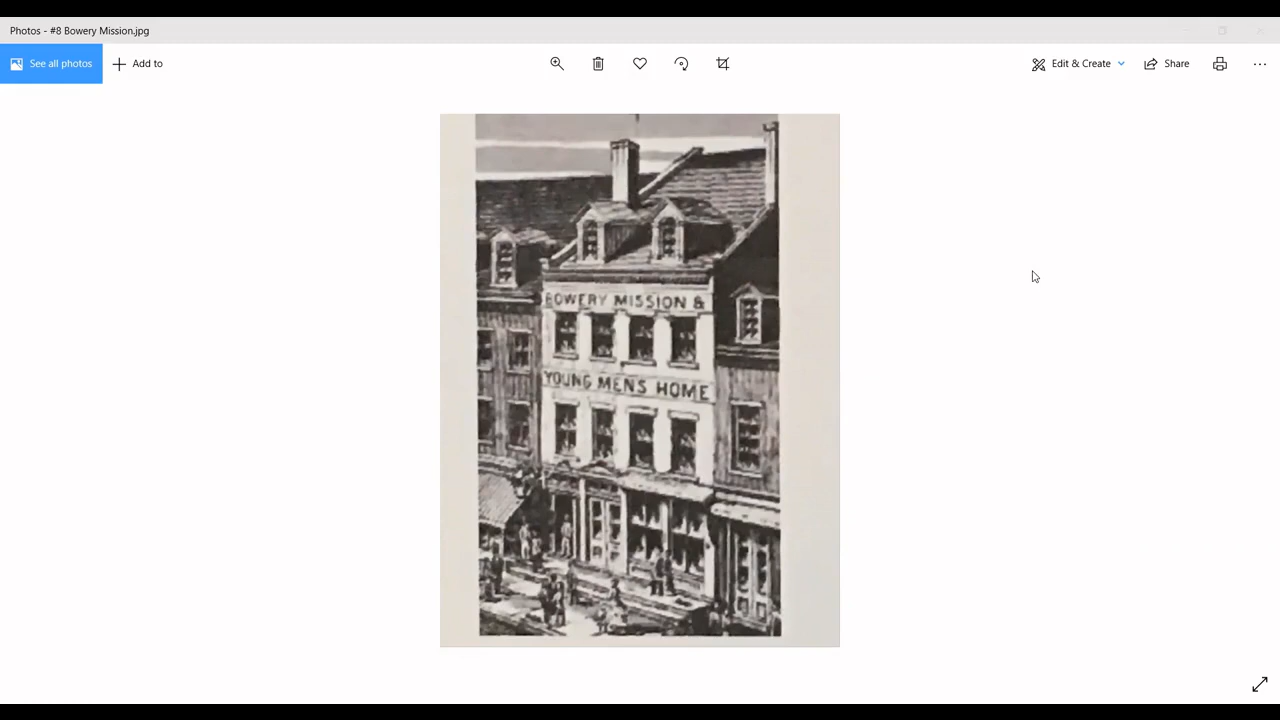 Photos - #8 Bowery Mission.jpg
See all photos
Add to
Edit & Create
Share
BOWERY MISSION &
YOUNG MENS HOME